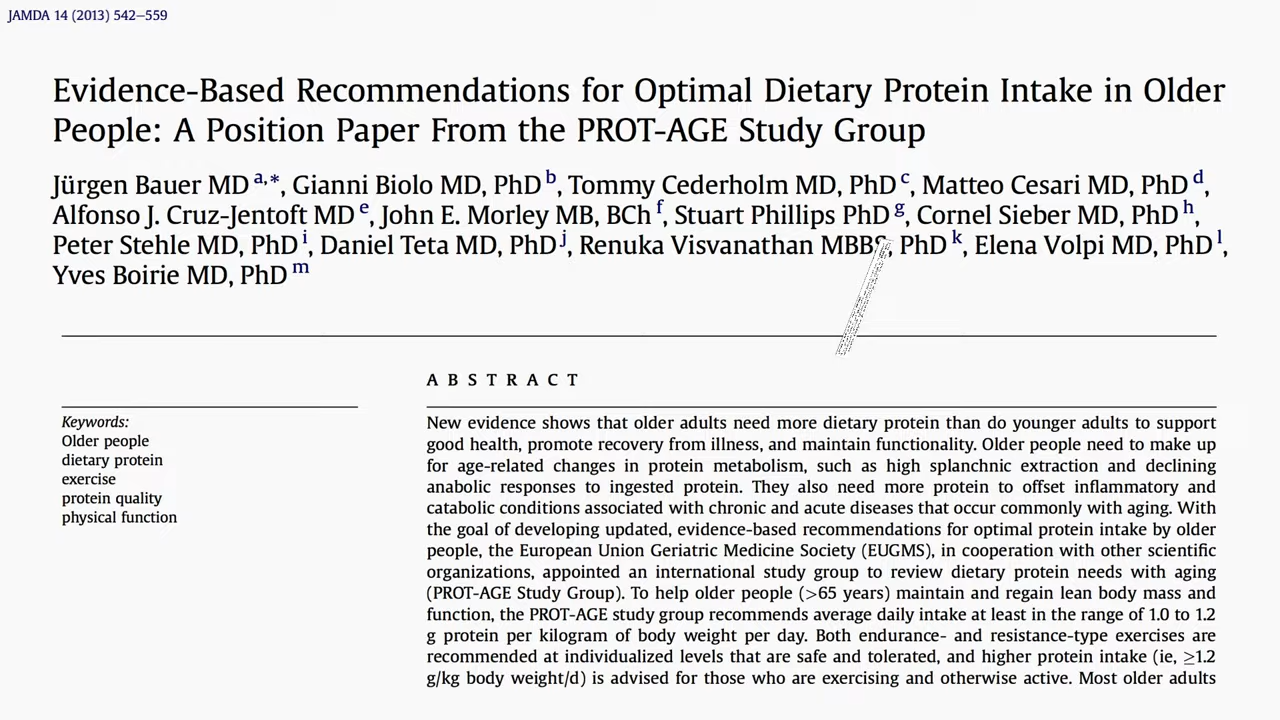 JAMDA 14 (2013) 542–559
Evidence-Based Recommendations for Optimal Dietary Protein Intake in Older
People: A Position Paper From the PROT-AGE Study Group
Jürgen Bauer MD a,*, Gianni Biolo MD, PhD b, Tommy Cederholm MD, PhD c, Matteo Cesari MD, PhD d,
Alfonso J. Cruz-Jentoft MD e, John E. Morley MB, BCh f, Stuart Phillips PhD g, Cornel Sieber MD, PhD h,
Peter Stehle MD, PhD i, Daniel Teta MD, PhD j, Renuka Visvanathan MBBS, PhD k, Elena Volpi MD, PhD l,
Yves Boirie MD, PhD m
ABSTRACT
Keywords:
Older people
dietary protein
exercise
protein quality
physical function
New evidence shows that older adults need more dietary protein than do younger adults to support
good health, promote recovery from illness, and maintain functionality. Older people need to make up
for age-related changes in protein metabolism, such as high splanchnic extraction and declining
anabolic responses to ingested protein. They also need more protein to offset inflammatory and
catabolic conditions associated with chronic and acute diseases that occur commonly with aging. With
the goal of developing updated, evidence-based recommendations for optimal protein intake by older
people, the European Union Geriatric Medicine Society (EUGMS), in cooperation with other scientific
organizations, appointed an international study group to review dietary protein needs with aging
(PROT-AGE Study Group). To help older people (>65 years) maintain and regain lean body mass and
function, the PROT-AGE study group recommends average daily intake at least in the range of 1.0 to 1.2
g protein per kilogram of body weight per day. Both endurance- and resistance-type exercises are
recommended at individualized levels that are safe and tolerated, and higher protein intake (ie, ≥1.2
g/kg body weight/d) is advised for those who are exercising and otherwise active. Most older adults